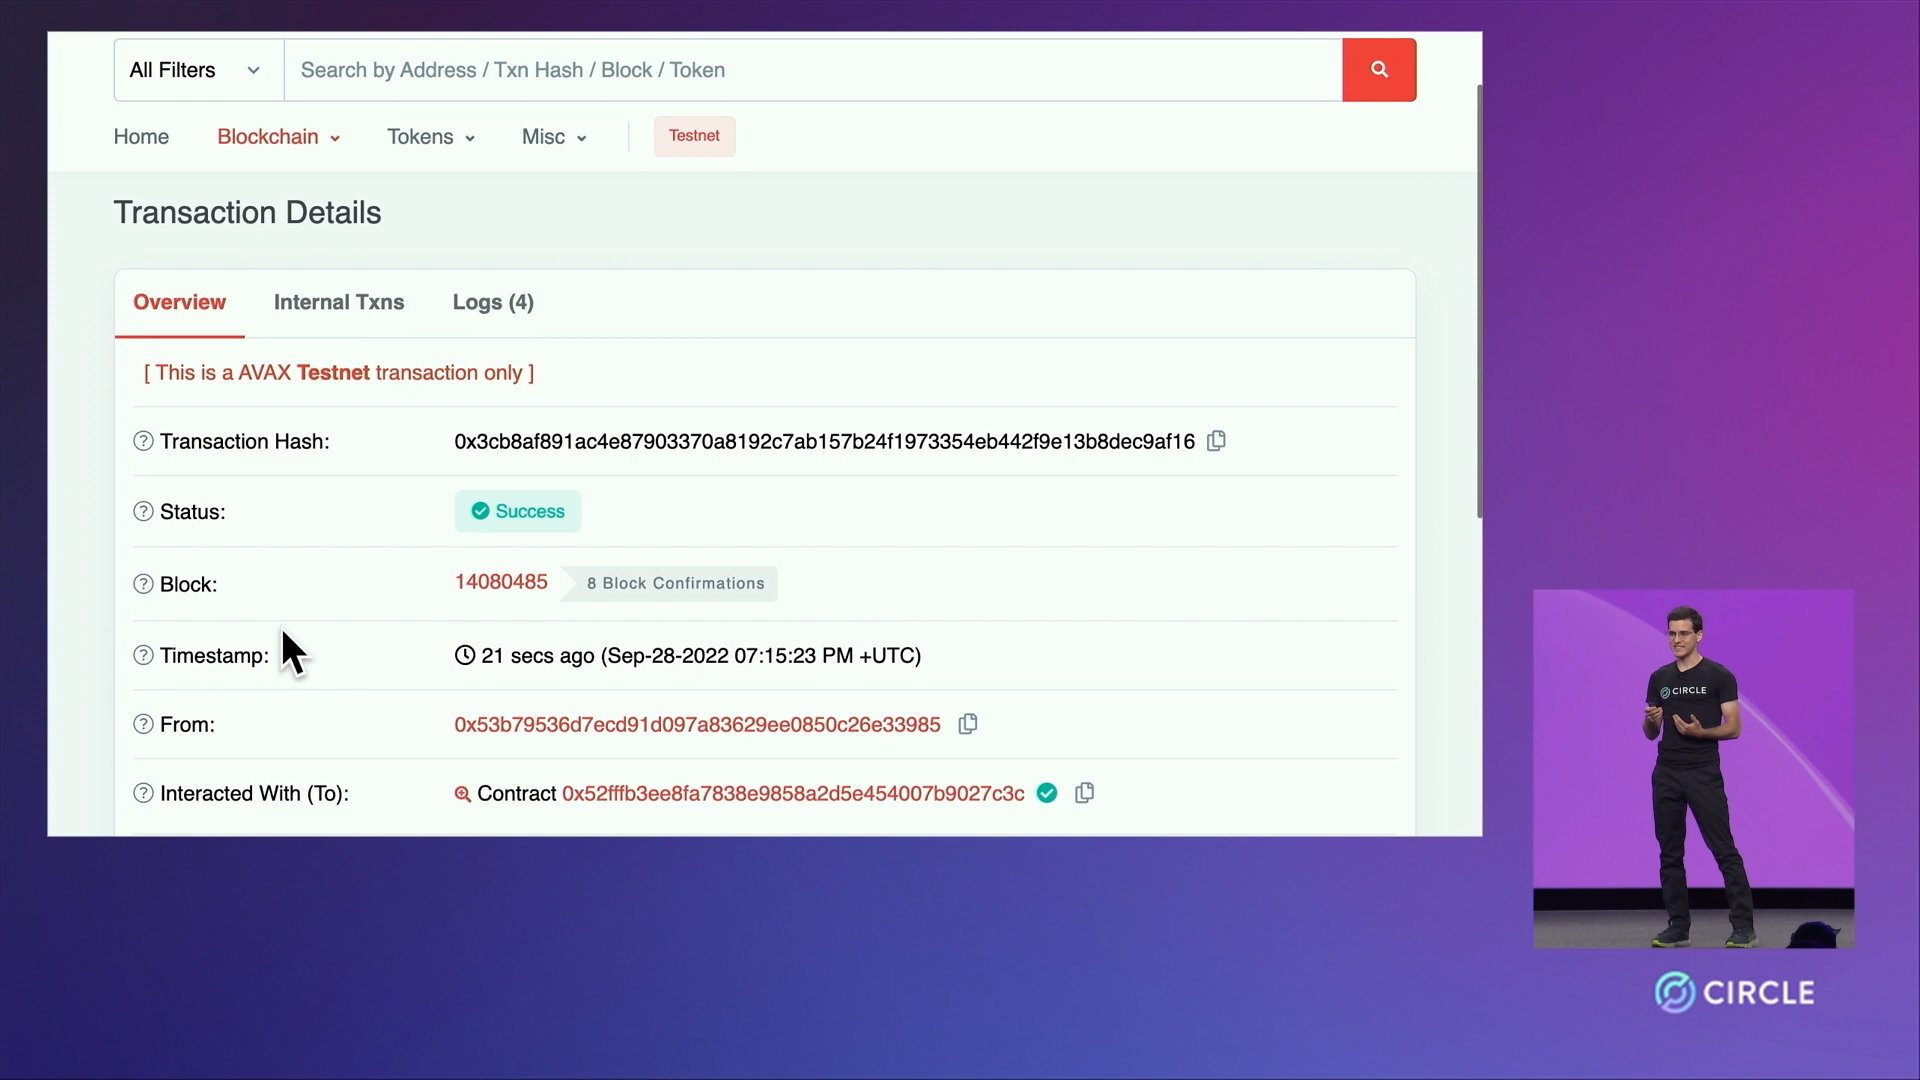 All Filters
Search by Address / Txn Hash / Block / Token
Home
Blockchain
Tokens
Misc
Testnet
Transaction Details
Overview
Internal Txns
Logs (4)
[ This is a AVAX Testnet transaction only ]
Transaction Hash:
0x3cb8af891ac4e87903370a8192c7ab157b24f1973354eb442f9e13b8dec9af16
Status:
Success
Block:
14080485
8 Block Confirmations
Timestamp:
21 secs ago (Sep-28-2022 07:15:23 PM +UTC)
From:
0x53b79536d7ecd91d097a83629ee0850c26e33985
Interacted With (To):
Contract 0x52fffb3ee8fa7838e9858a2d5e454007b9027c3c
CIRCLE
CIRCLE